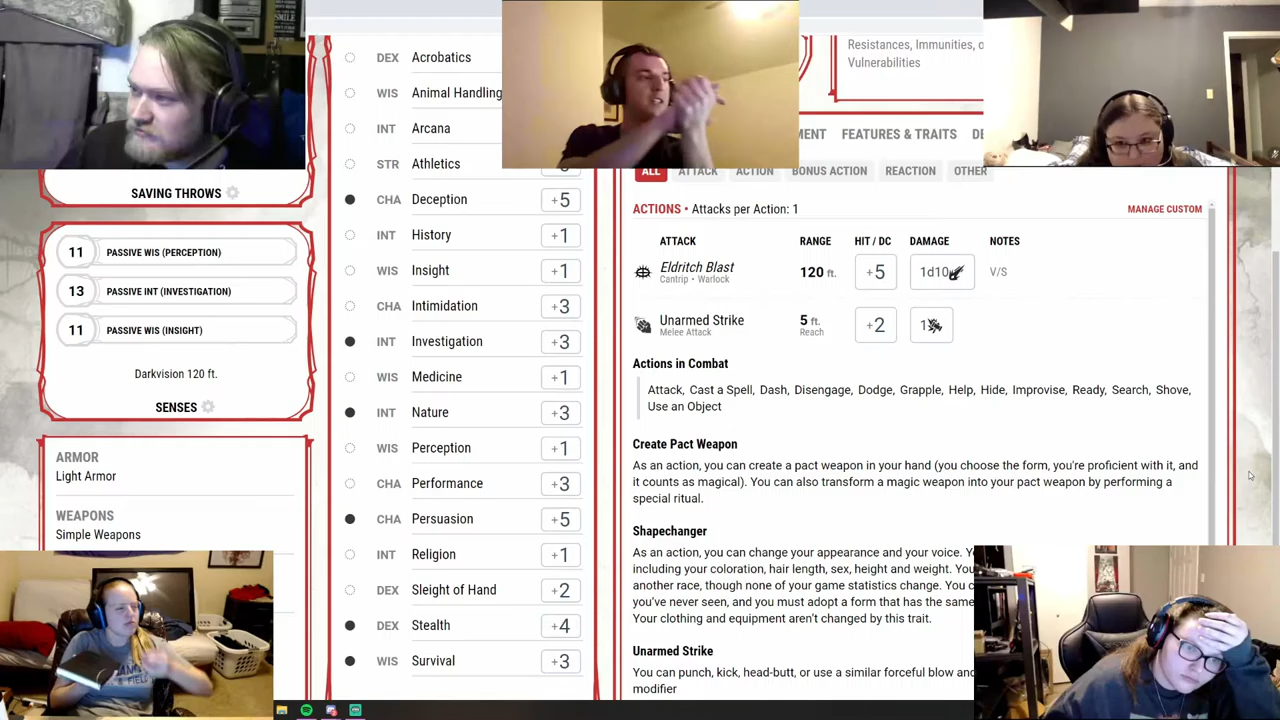 SAVING THROWS
11 PASSIVE WIS (PERCEPTION)
13 PASSIVE INT (INVESTIGATION)
11 PASSIVE WIS (INSIGHT)
Darkvision 120 ft.
SENSES
ARMOR
Light Armor
WEAPONS
Simple Weapons
DEX Acrobatics
WIS Animal Handling
INT Arcana
STR Athletics
CHA Deception +5
INT History +1
WIS Insight +1
CHA Intimidation +3
INT Investigation +3
WIS Medicine +1
INT Nature +3
WIS Perception +1
CHA Performance +3
CHA Persuasion +5
INT Religion +1
DEX Sleight of Hand +2
DEX Stealth +4
WIS Survival +3
Resistances, Immunities, o
Vulnerabilities
MENT FEATURES & TRAITS DE
ALL ATTACK ACTION BONUS ACTION REACTION OTHER
ACTIONS • Attacks per Action: 1 MANAGE CUSTOM
ATTACK RANGE HIT / DC DAMAGE NOTES
Eldritch Blast 120 ft. +5 1d10 V/S
Cantrip • Warlock
Unarmed Strike 5 ft. +2 1
Melee Attack Reach
Actions in Combat
Attack, Cast a Spell, Dash, Disengage, Dodge, Grapple, Help, Hide, Improvise, Ready, Search, Shove,
Use an Object
Create Pact Weapon
As an action, you can create a pact weapon in your hand (you choose the form, you're proficient with it, and
it counts as magical). You can also transform a magic weapon into your pact weapon by performing a
special ritual.
Shapechanger
As an action, you can change your appearance and your voice. Yo
including your coloration, hair length, sex, height and weight. You
another race, though none of your game statistics change. You c
you've never seen, and you must adopt a form that has the same
Your clothing and equipment aren't changed by this trait.
Unarmed Strike
You can punch, kick, head-butt, or use a similar forceful blow and
modifier